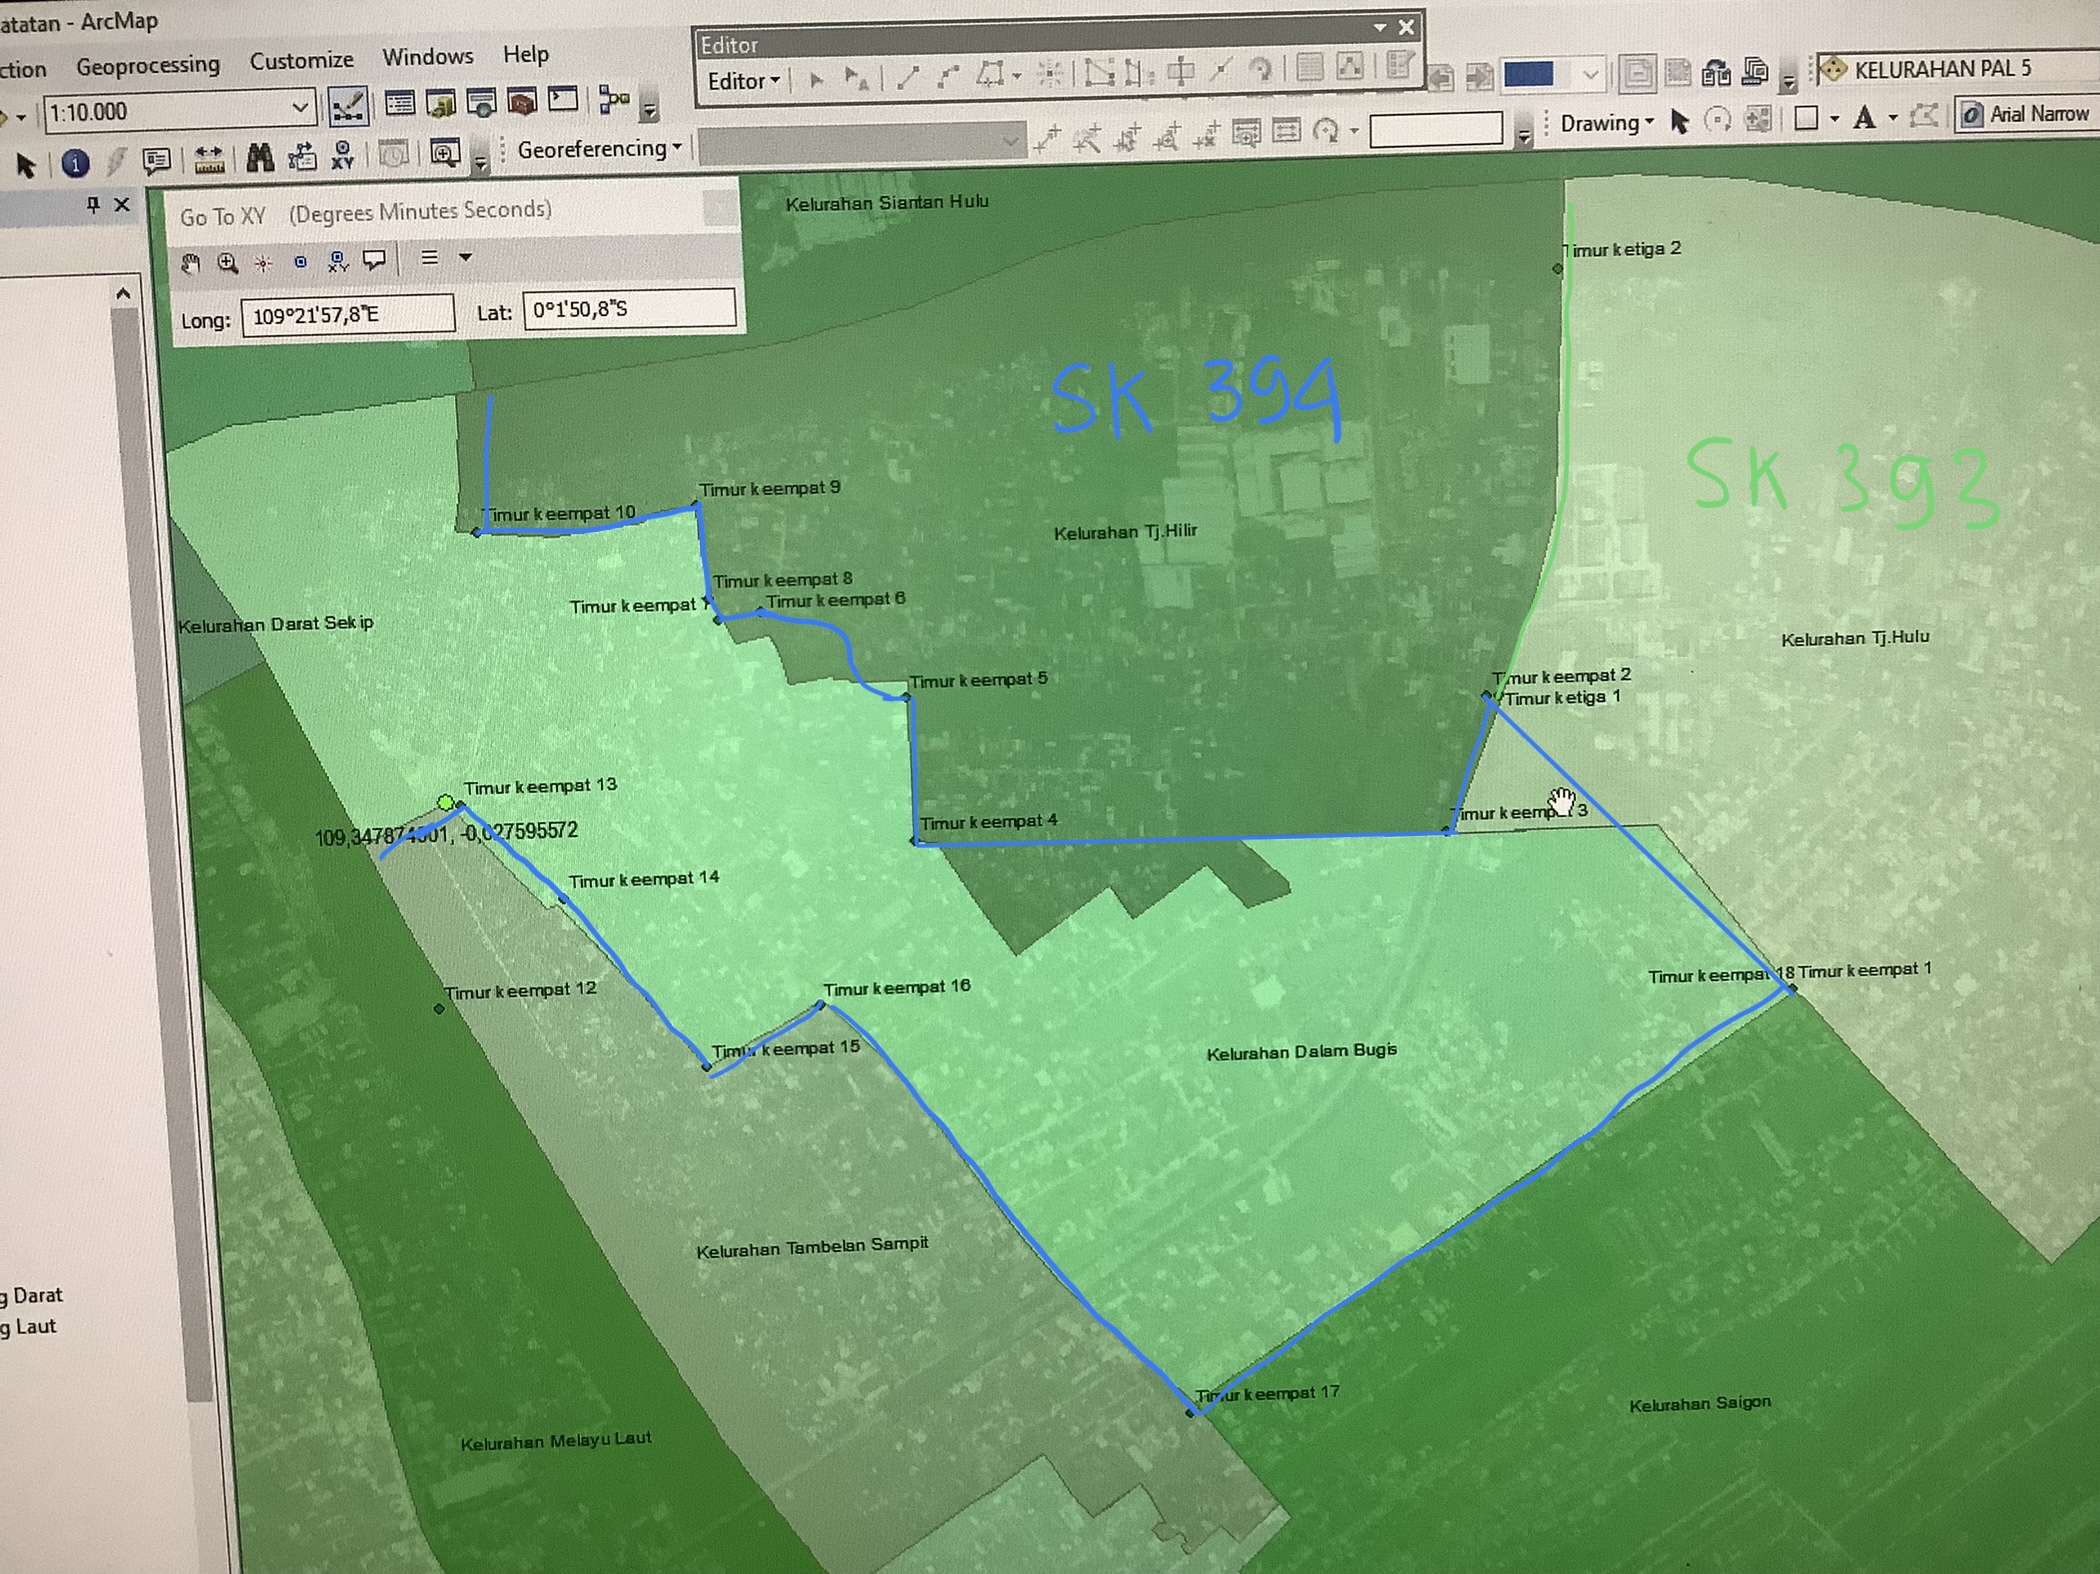 atatan - ArcMap
ction Geoprocessing Customize Windows Help
1:10.000
Editor
Editor
KELURAHAN PAL 5
Georeferencing
Drawing
A
Arial Narrow
Go To XY (Degrees Minutes Seconds)
Long: 109°21'57,8"E Lat: 0°1'50,8"S
Kelurahan Siantan Hulu
Timur ketiga 2
SK 394
SK 393
Timur keempat 9
Timur keempat 10
Kelurahan Tj.Hilir
Timur keempat 8
Timur keempat
Timur keempat 6
Kelurahan Darat Sekip
Kelurahan Tj.Hulu
Timur keempat 5
Timur keempat 2
Timur ketiga 1
Timur keempat 13
Timur keempat 4
Timur keempat 3
109,347874501, -0,027595572
Timur keempat 14
Timur keempat 12
Timur keempat 16
Timur keempat 18
Timur keempat 1
Timur keempat 15
Kelurahan Dalam Bugis
Kelurahan Tambelan Sampit
g Darat
g Laut
Timur keempat 17
Kelurahan Saigon
Kelurahan Melayu Laut